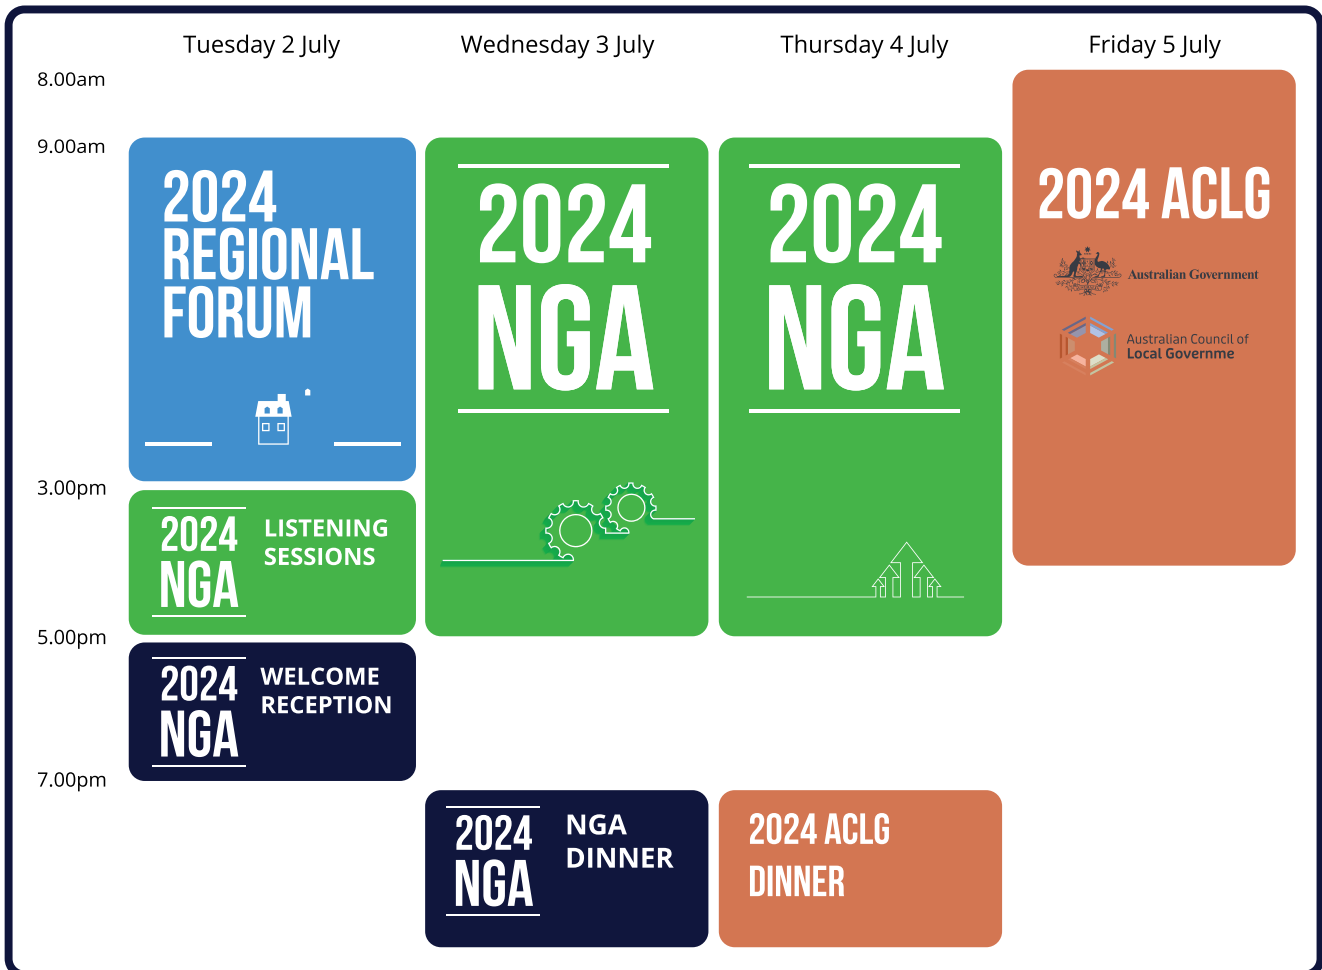 Tuesday 2 July
Wednesday 3 July
Thursday 4 July
Friday 5 July
8.00am
9.00am
3.00pm
5.00pm
7.00pm
2024
REGIONAL
FORUM
2024
NGA
LISTENING
SESSIONS
2024
NGA
WELCOME
RECEPTION
2024
NGA
2024
NGA
NGA
DINNER
2024
NGA
2024 ACLG
DINNER
2024 ACLG
Australian Government
Australian Council of
Local Governme